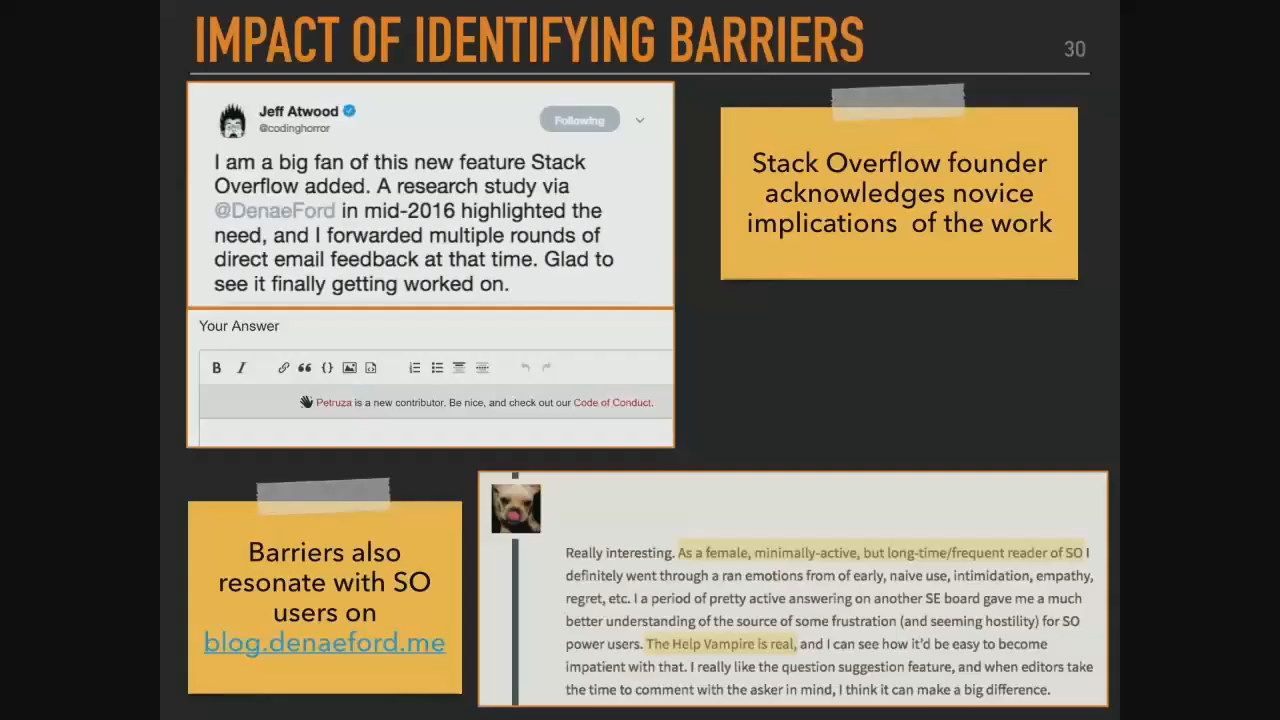 IMPACT OF IDENTIFYING BARRIERS
30
Jeff Atwood
@codinghorror
Following
I am a big fan of this new feature Stack
Overflow added. A research study via
@DenaeFord in mid-2016 highlighted the
need, and I forwarded multiple rounds of
direct email feedback at that time. Glad to
see it finally getting worked on.
Stack Overflow founder
acknowledges novice
implications of the work
Your Answer
B I
Petruza is a new contributor. Be nice, and check out our Code of Conduct.
Barriers also
resonate with SO
users on
blog.denaeford.me
Really interesting. As a female, minimally-active, but long-time/frequent reader of SO I
definitely went through a ran emotions from of early, naive use, intimidation, empathy,
regret, etc. I a period of pretty active answering on another SE board gave me a much
better understanding of the source of some frustration (and seeming hostility) for SO
power users. The Help Vampire is real, and I can see how it'd be easy to become
impatient with that. I really like the question suggestion feature, and when editors take
the time to comment with the asker in mind, I think it can make a big difference.